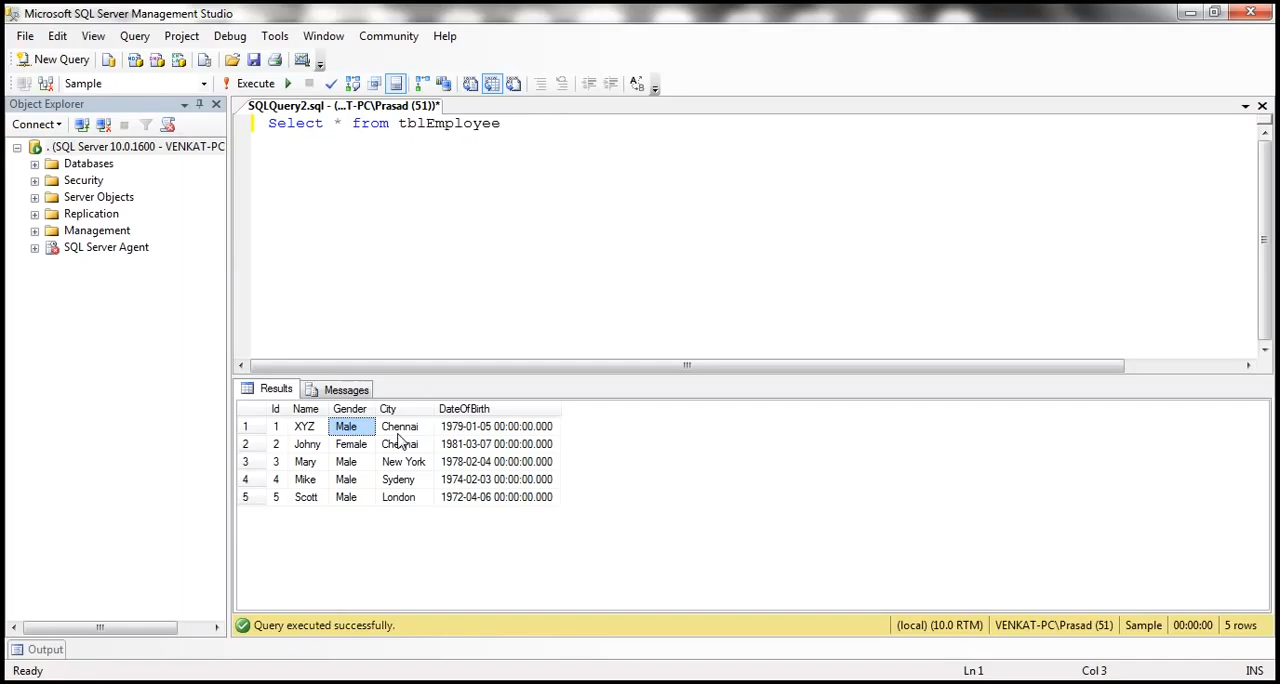 Microsoft SQL Server Management Studio
File Edit View Query Project Debug Tools Window Community Help
New Query
Sample Execute
Object Explorer
SQLQuery2.sql - (...T-PC\Prasad (51))*
Connect
Select * from tblEmployee
. (SQL Server 10.0.1600 - VENKAT-PC
Databases
Security
Server Objects
Replication
Management
SQL Server Agent
Results Messages
Id Name Gender City DateOfBirth
1 1 XYZ Male Chennai 1979-01-05 00:00:00.000
2 2 Johny Female Chennai 1981-03-07 00:00:00.000
3 3 Mary Male New York 1978-02-04 00:00:00.000
4 4 Mike Male Sydeny 1974-02-03 00:00:00.000
5 5 Scott Male London 1972-04-06 00:00:00.000
Query executed successfully. (local) (10.0 RTM) VENKAT-PC\Prasad (51) Sample 00:00:00 5 rows
Output
Ready Ln 1 Col 3 INS